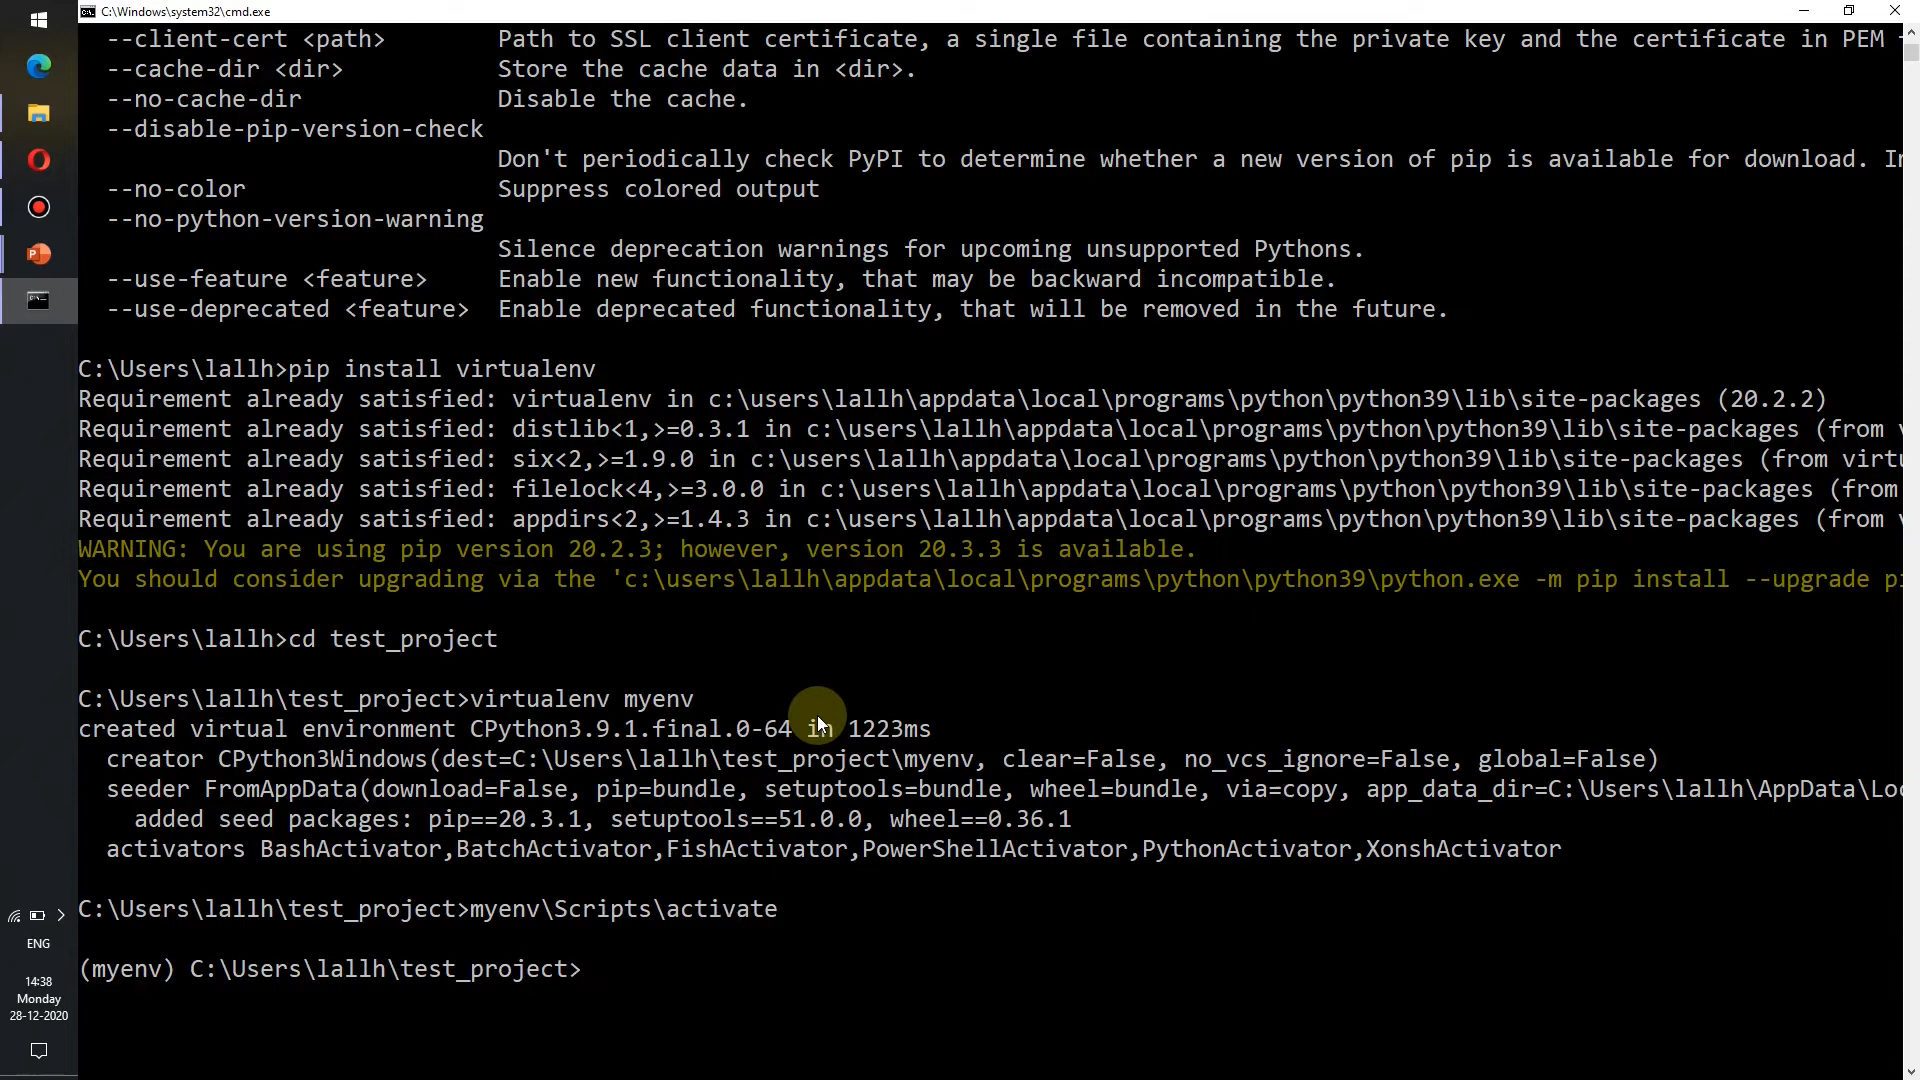 C:\Windows\system32\cmd.exe
--client-cert <path> Path to SSL client certificate, a single file containing the private key and the certificate in PEM
--cache-dir <dir> Store the cache data in <dir>.
--no-cache-dir Disable the cache.
--disable-pip-version-check
Don't periodically check PyPI to determine whether a new version of pip is available for download.
--no-color Suppress colored output
--no-python-version-warning
Silence deprecation warnings for upcoming unsupported Pythons.
--use-feature <feature> Enable new functionality, that may be backward incompatible.
--use-deprecated <feature> Enable deprecated functionality, that will be removed in the future.
C:\Users\lallh>pip install virtualenv
Requirement already satisfied: virtualenv in c:\users\lallh\appdata\local\programs\python\python39\lib\site-packages (20.2.2)
Requirement already satisfied: distlib<1,>=0.3.1 in c:\users\lallh\appdata\local\programs\python\python39\lib\site-packages (from
Requirement already satisfied: six<2,>=1.9.0 in c:\users\lallh\appdata\local\programs\python\python39\lib\site-packages (from virtu
Requirement already satisfied: filelock<4,>=3.0.0 in c:\users\lallh\appdata\local\programs\python\python39\lib\site-packages (from
Requirement already satisfied: appdirs<2,>=1.4.3 in c:\users\lallh\appdata\local\programs\python\python39\lib\site-packages (from
WARNING: You are using pip version 20.2.3; however, version 20.3.3 is available.
You should consider upgrading via the 'c:\users\lallh\appdata\local\programs\python\python39\python.exe -m pip install --upgrade pi
C:\Users\lallh>cd test_project
C:\Users\lallh\test_project>virtualenv myenv
created virtual environment CPython3.9.1.final.0-64 in 1223ms
creator CPython3Windows(dest=C:\Users\lallh\test_project\myenv, clear=False, no_vcs_ignore=False, global=False)
seeder FromAppData(download=False, pip=bundle, setuptools=bundle, wheel=bundle, via=copy, app_data_dir=C:\Users\lallh\AppData\Loc
added seed packages: pip==20.3.1, setuptools==51.0.0, wheel==0.36.1
activators BashActivator,BatchActivator,FishActivator,PowerShellActivator,PythonActivator,XonshActivator
C:\Users\lallh\test_project>myenv\Scripts\activate
(myenv) C:\Users\lallh\test_project>
ENG
14:38
Monday
28-12-2020